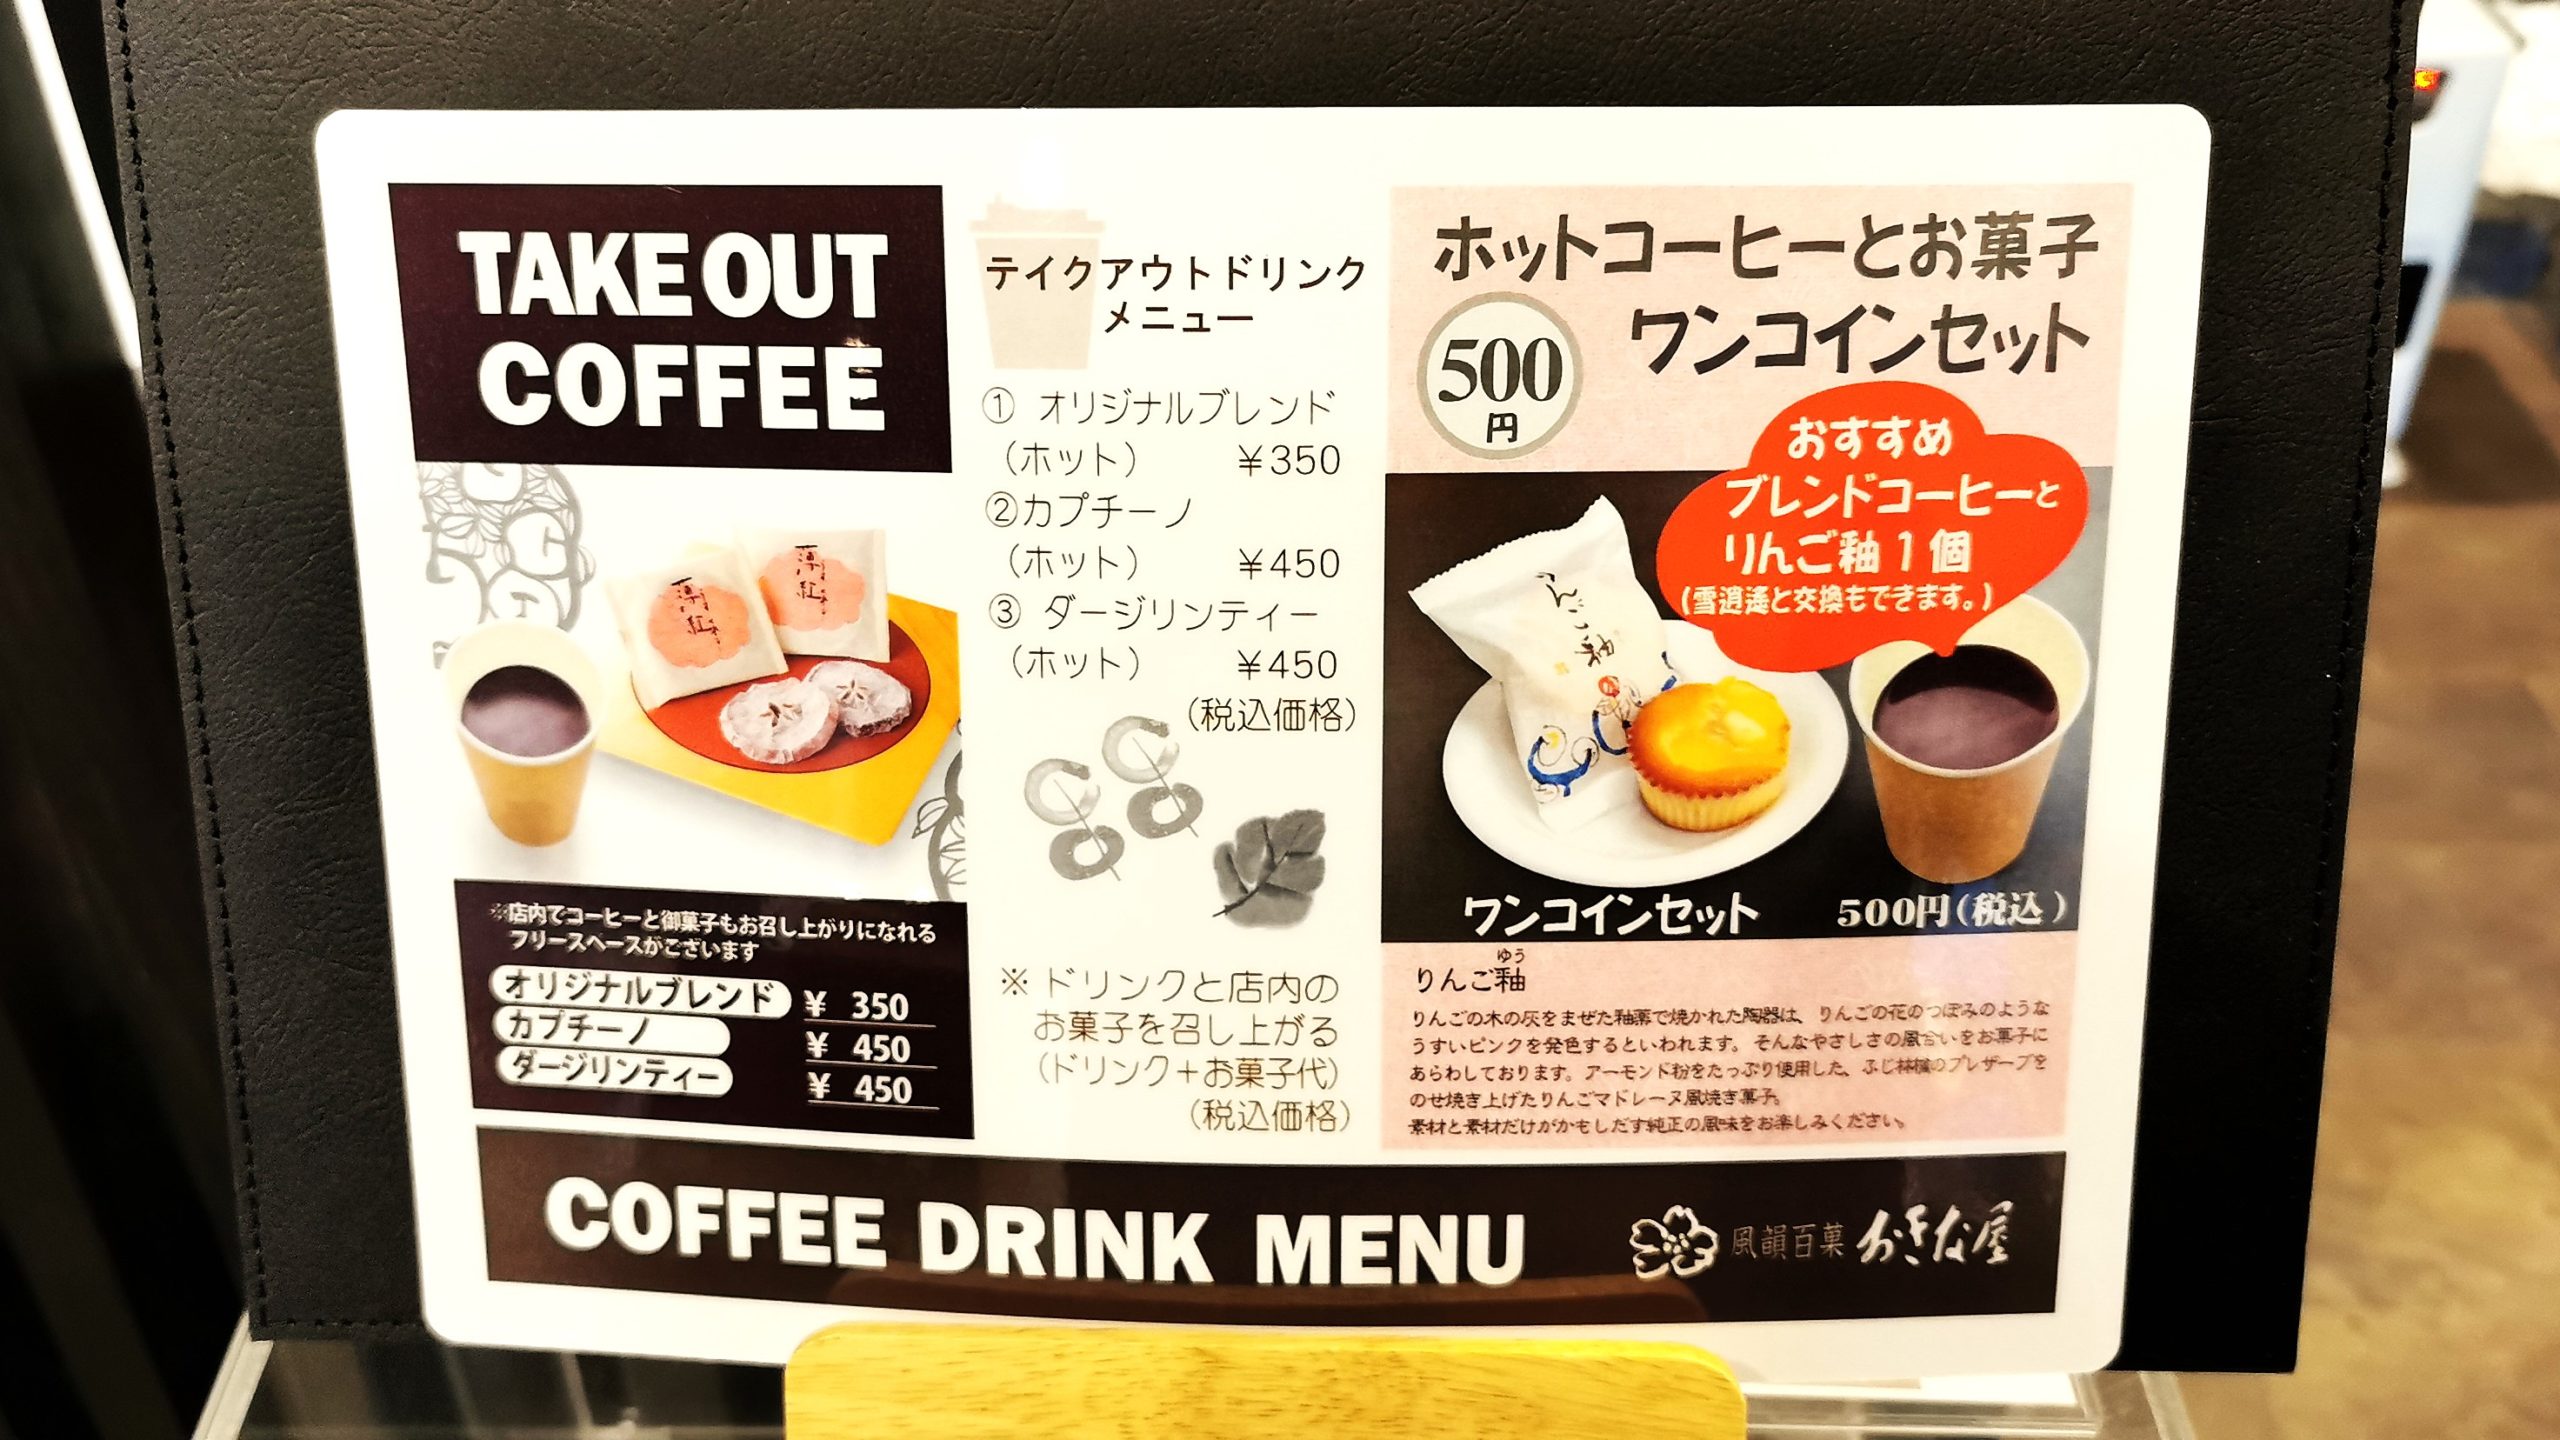 TAKE OUT
COFFEE
薄紅
薄紅
※店内でコーヒーと御菓子もお召し上がりになれる
フリースペースがございます
オリジナルブレンド ¥ 350
カプチーノ ¥ 450
ダージリンティー ¥ 450
テイクアウトドリンク
メニュー
① オリジナルブレンド
(ホット) ¥350
②カプチーノ
(ホット) ¥450
③ ダージリンティー
(ホット) ¥450
(税込価格)
※ ドリンクと店内の
お菓子を召し上がる
(ドリンク+お菓子代)
(税込価格)
ホットコーヒーとお菓子
500
円
ワンコインセット
おすすめ
ブレンドコーヒーと
りんご釉1個
(雪逍遙と交換もできます。)
りんご釉
ワンコインセット 500円(税込)
ゆう
りんご釉
りんごの木の灰をまぜた釉薬で焼かれた陶器は、りんごの花のつぼみのような
うすいピンクを発色するといわれます。そんなやさしさの風合いをお菓子に
あらわしております。アーモンド粉をたっぷり使用した、ふじ林檎のプレザーブを
のせ焼き上げたりんごマドレーヌ風焼き菓子。
素材と素材だけがかもしだす純正の風味をお楽しみください。
COFFEE DRINK MENU
風韻百菓 おきな屋